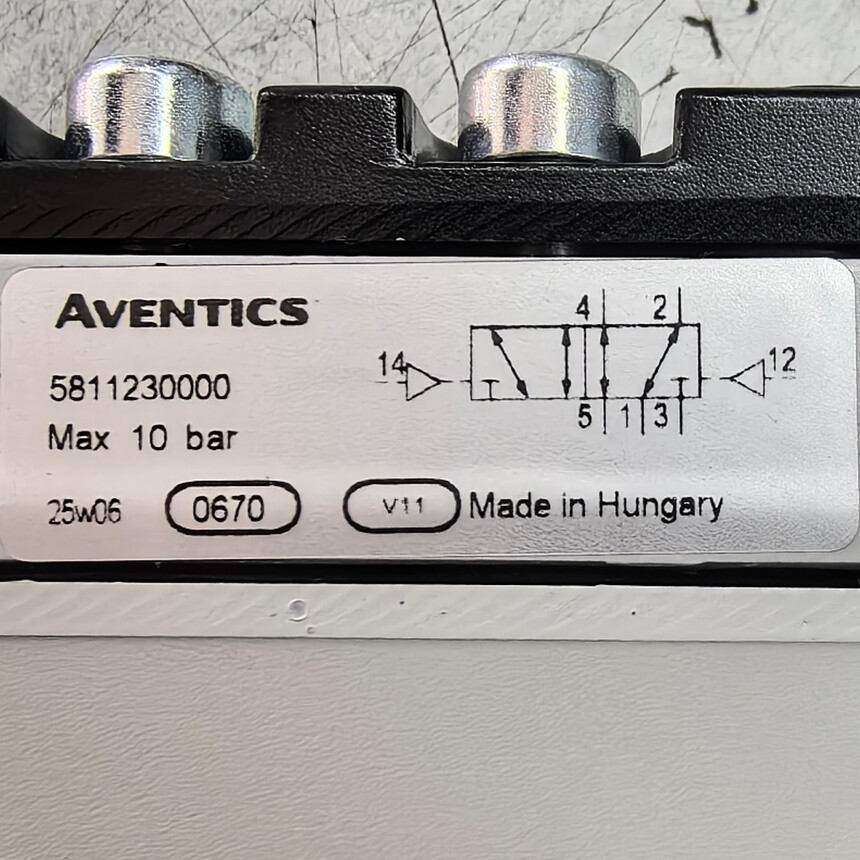 AVENTICS
5811230000
Max 10 bar
25w06 0670 V11 Made in Hungary
4 2
14 12
5 1 3